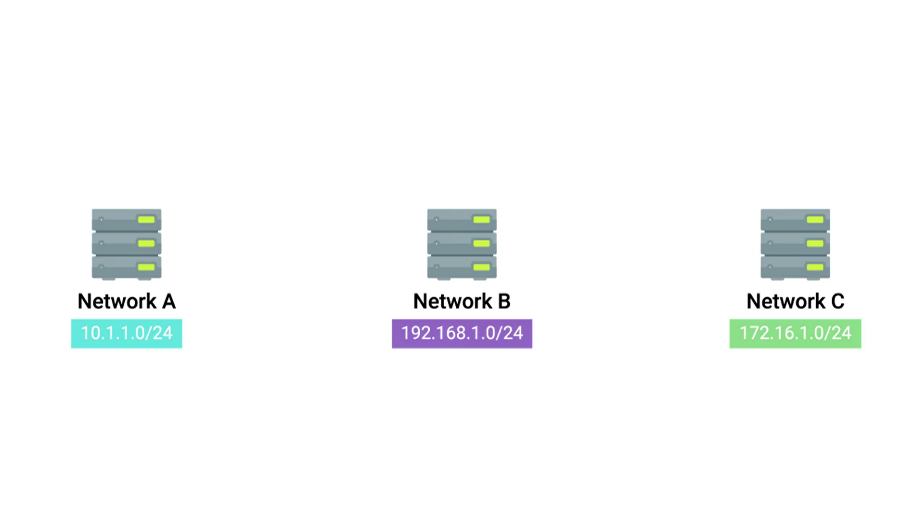 Network A
10.1.1.0/24
Network B
192.168.1.0/24
Network C
172.16.1.0/24